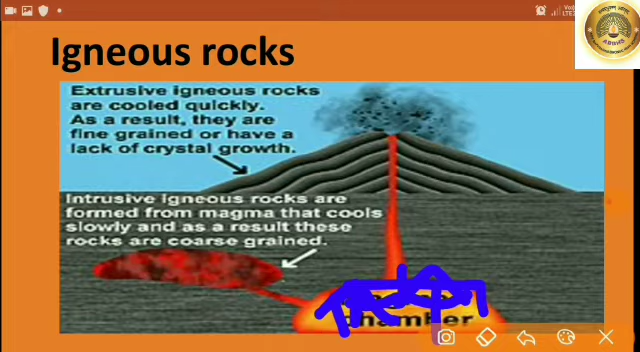 Igneous rocks
Extrusive igneous rocks
are cooled quickly.
As a result, they are
fine grained or have a
lack of crystal growth.
Intrusive igneous rocks are
formed from magma that cools
slowly and as a result these
rocks are coarse grained.
chamber